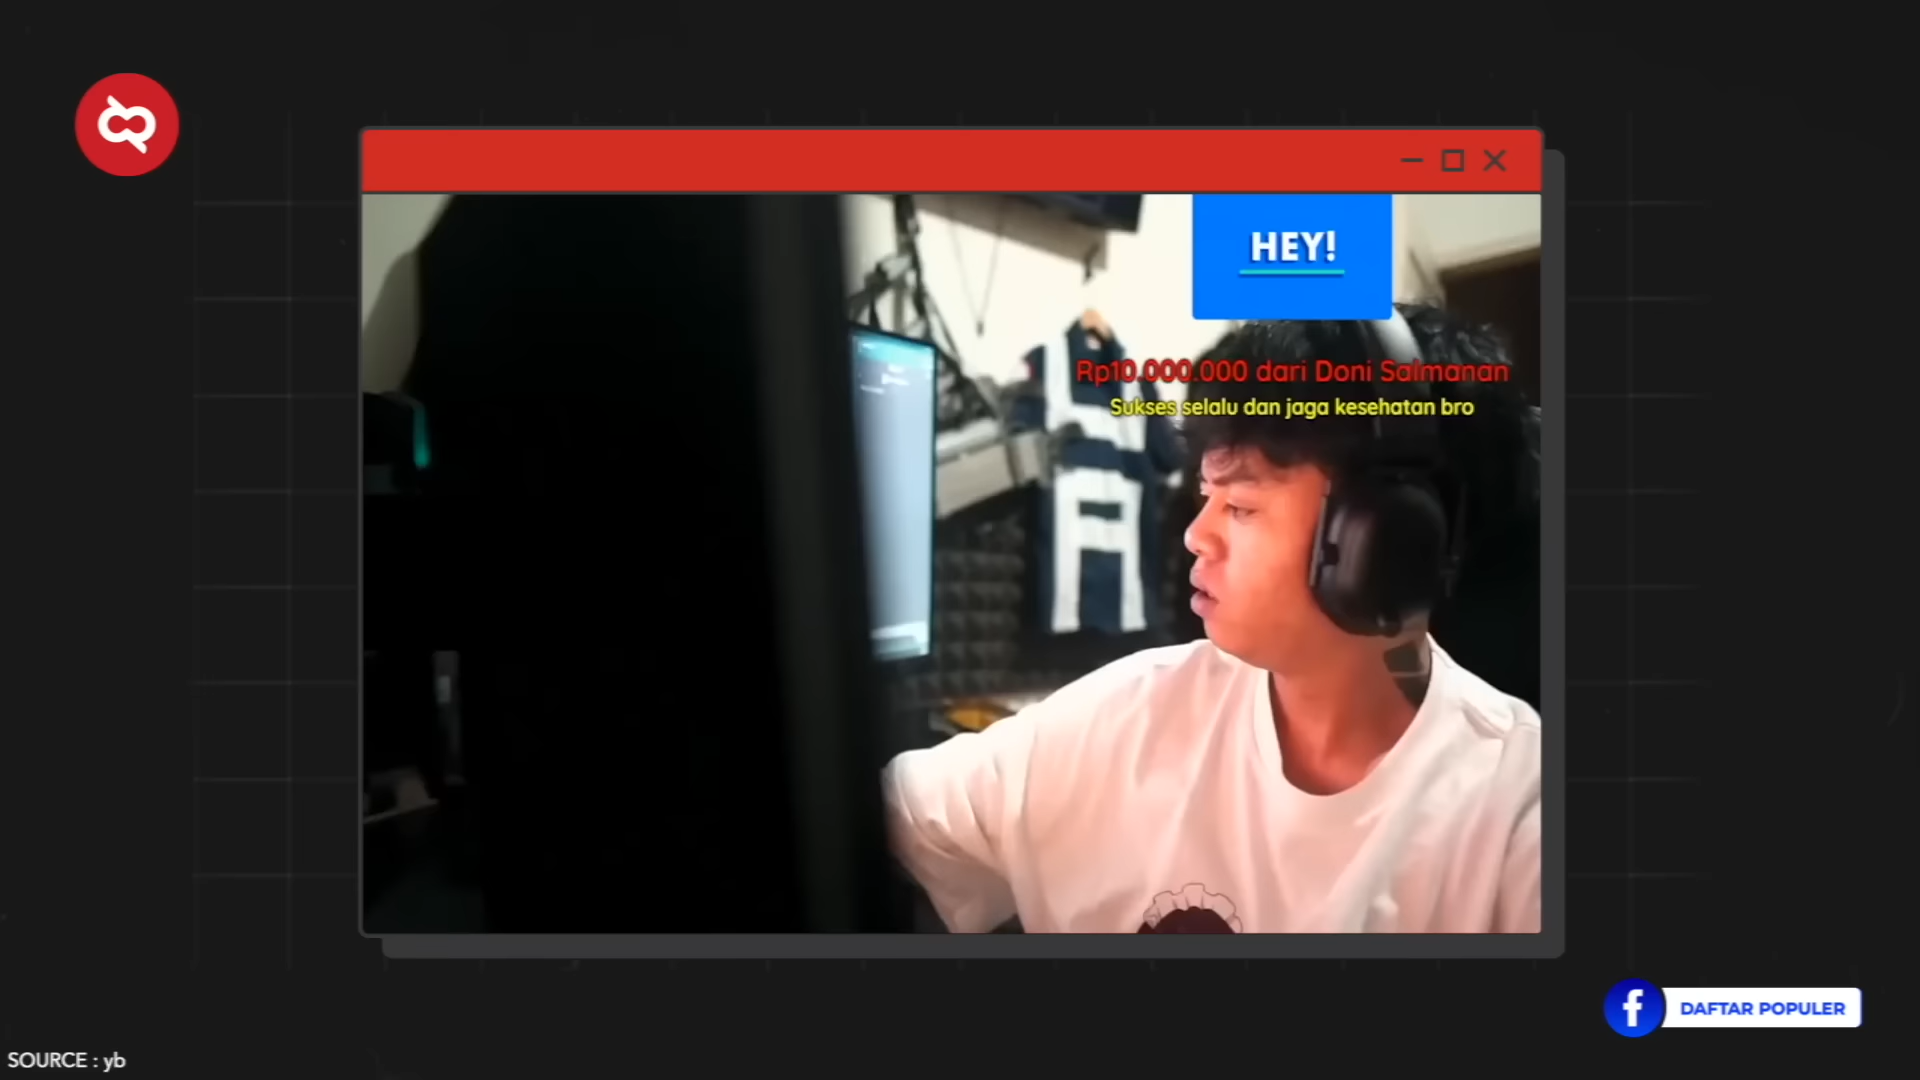 HEY!
Rp10.000.000 dari Doni Salmanan
Sukses selalu dan jaga kesehatan bro
DAFTAR POPULER
SOURCE : yb